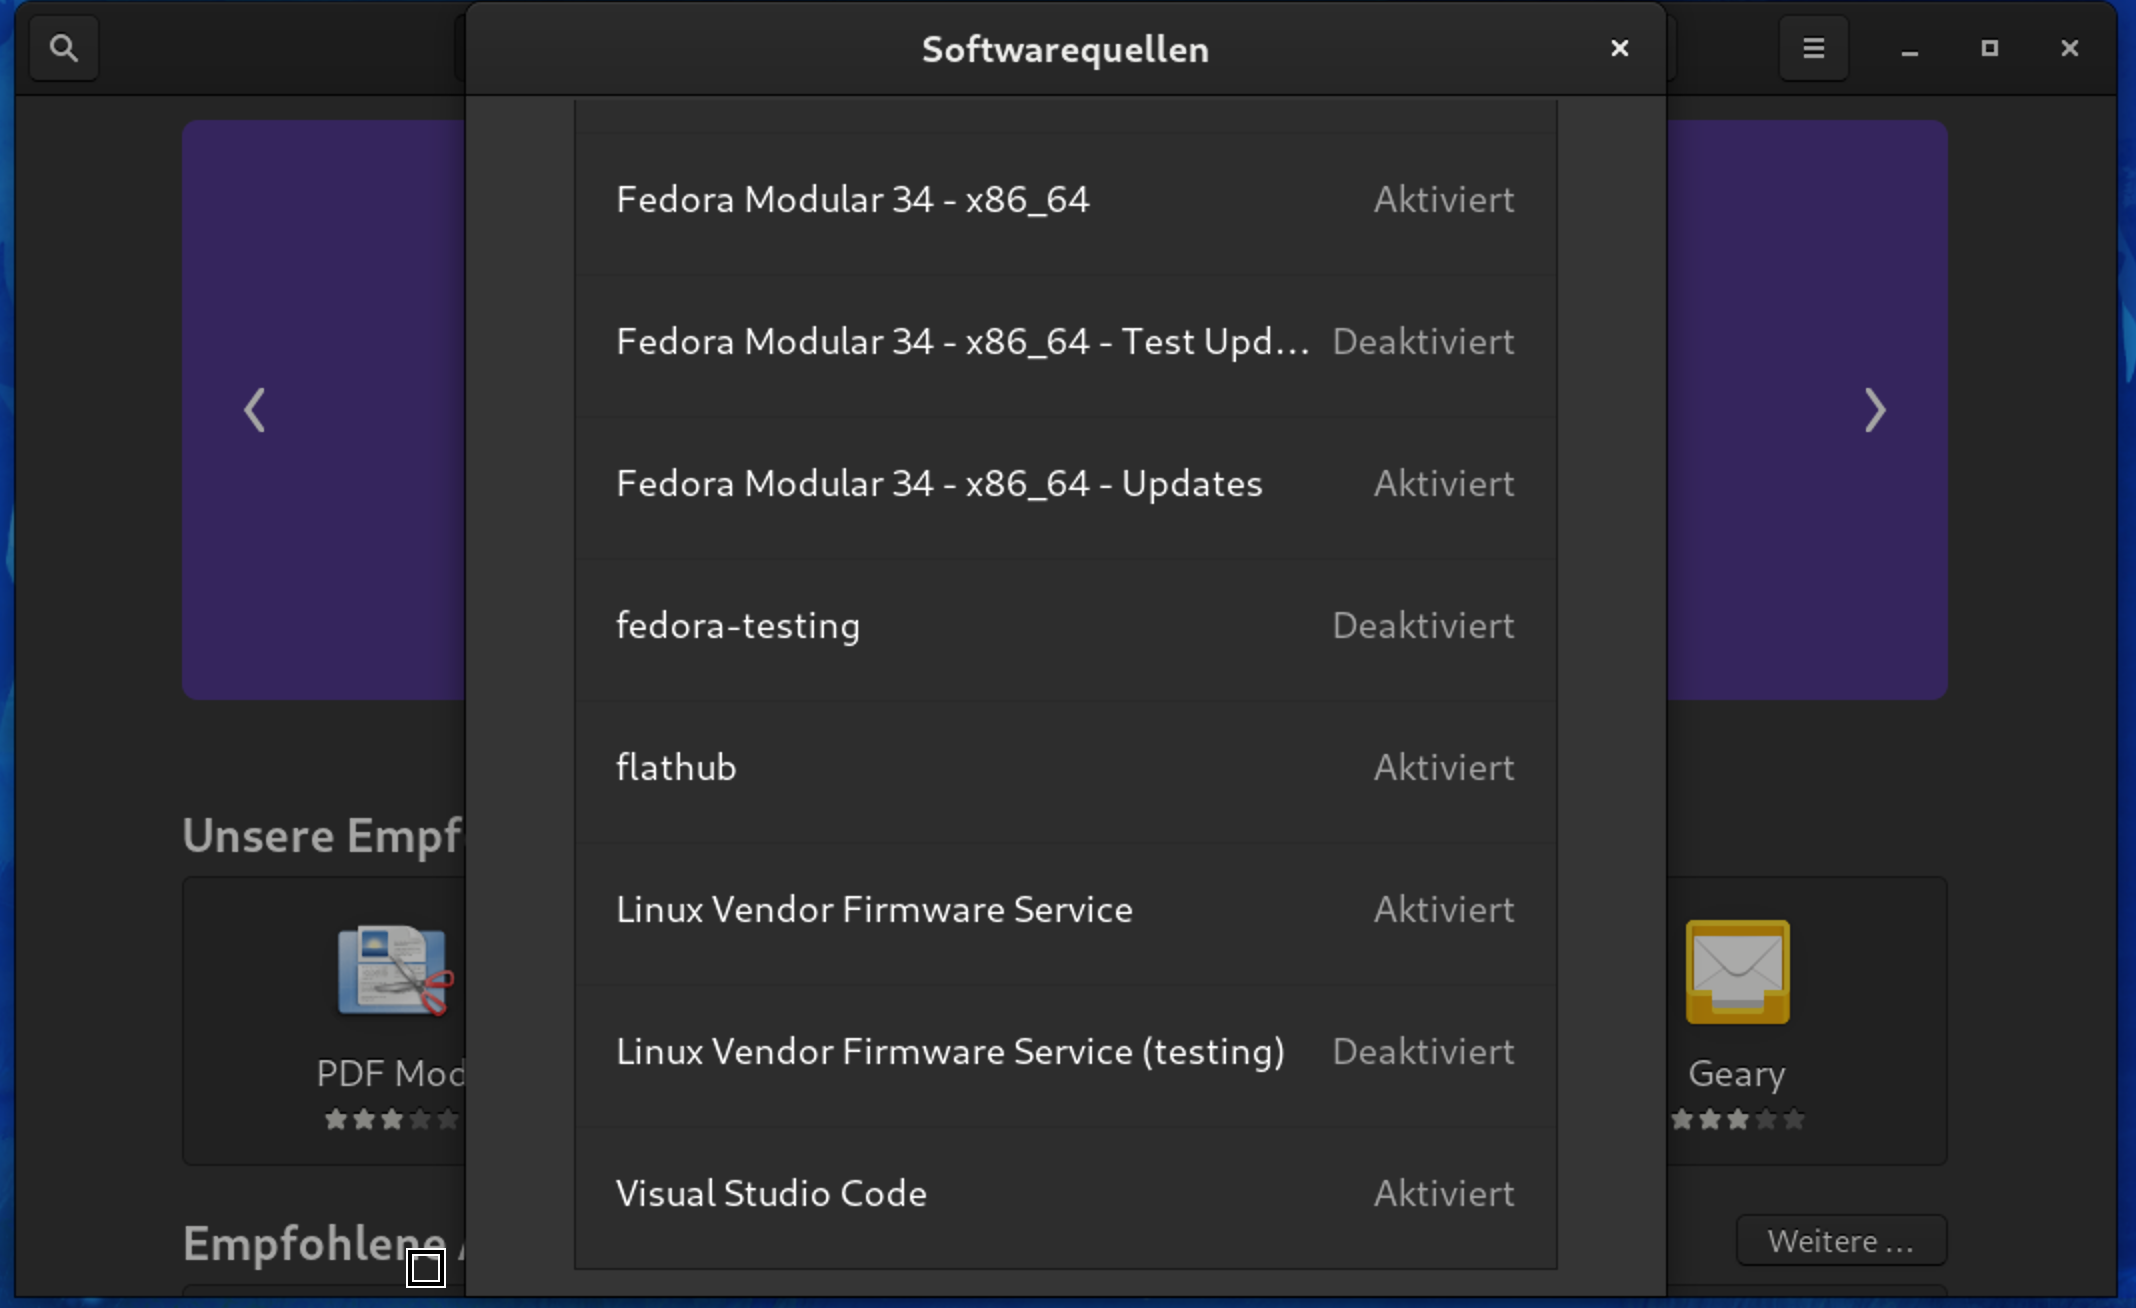 Softwarequellen
Fedora Modular 34 - x86_64 Aktiviert
Fedora Modular 34 - x86_64 - Test Upd... Deaktiviert
Fedora Modular 34 - x86_64 - Updates Aktiviert
fedora-testing Deaktiviert
flathub Aktiviert
Linux Vendor Firmware Service Aktiviert
Linux Vendor Firmware Service (testing) Deaktiviert
Visual Studio Code Aktiviert
Unsere Empf
PDF Mod
Geary
Empfohlene
Weitere ...